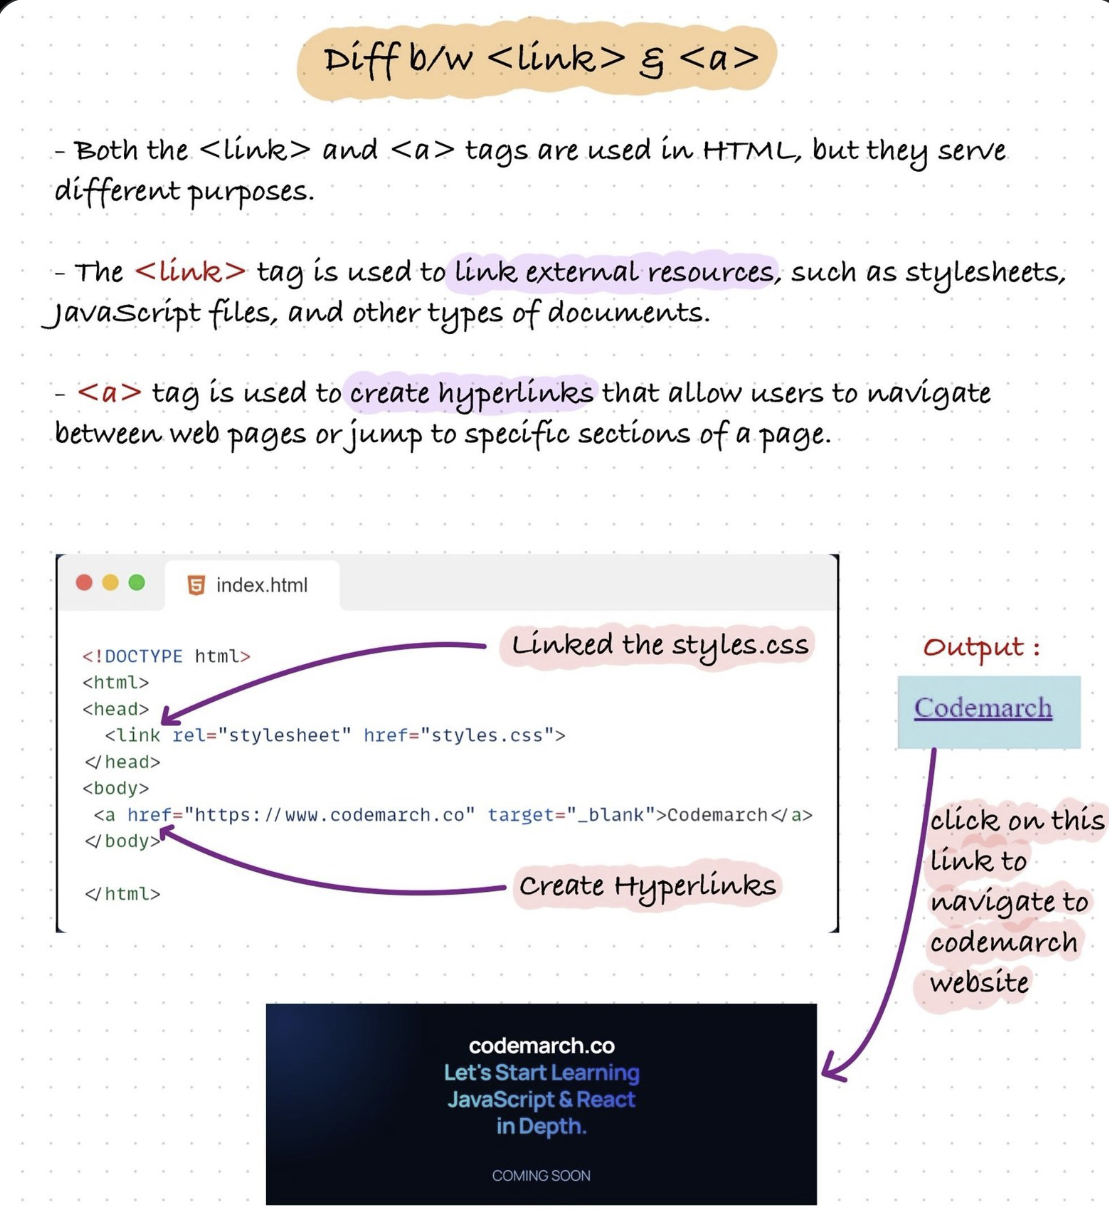 Diff b/w <link> & <a>
- Both the <link> and <a> tags are used in HTML, but they serve
different purposes.
- The <link> tag is used to link external resources, such as stylesheets,
JavaScript files, and other types of documents.
- <a> tag is used to create hyperlinks that allow users to navigate
between web pages or jump to specific sections of a page.
index.html
Linked the styles.css
<!DOCTYPE html>
<html>
<head>
<link rel="stylesheet" href="styles.css">
</head>
<body>
<a href="https://www.codemarch.co" target="_blank">Codemarch</a>
</body>
</html>
Create Hyperlinks
Output :
Codemarch
click on this
link to
navigate to
codemarch
website
codemarch.co
Let's Start Learning
JavaScript & React
in Depth.
COMING SOON